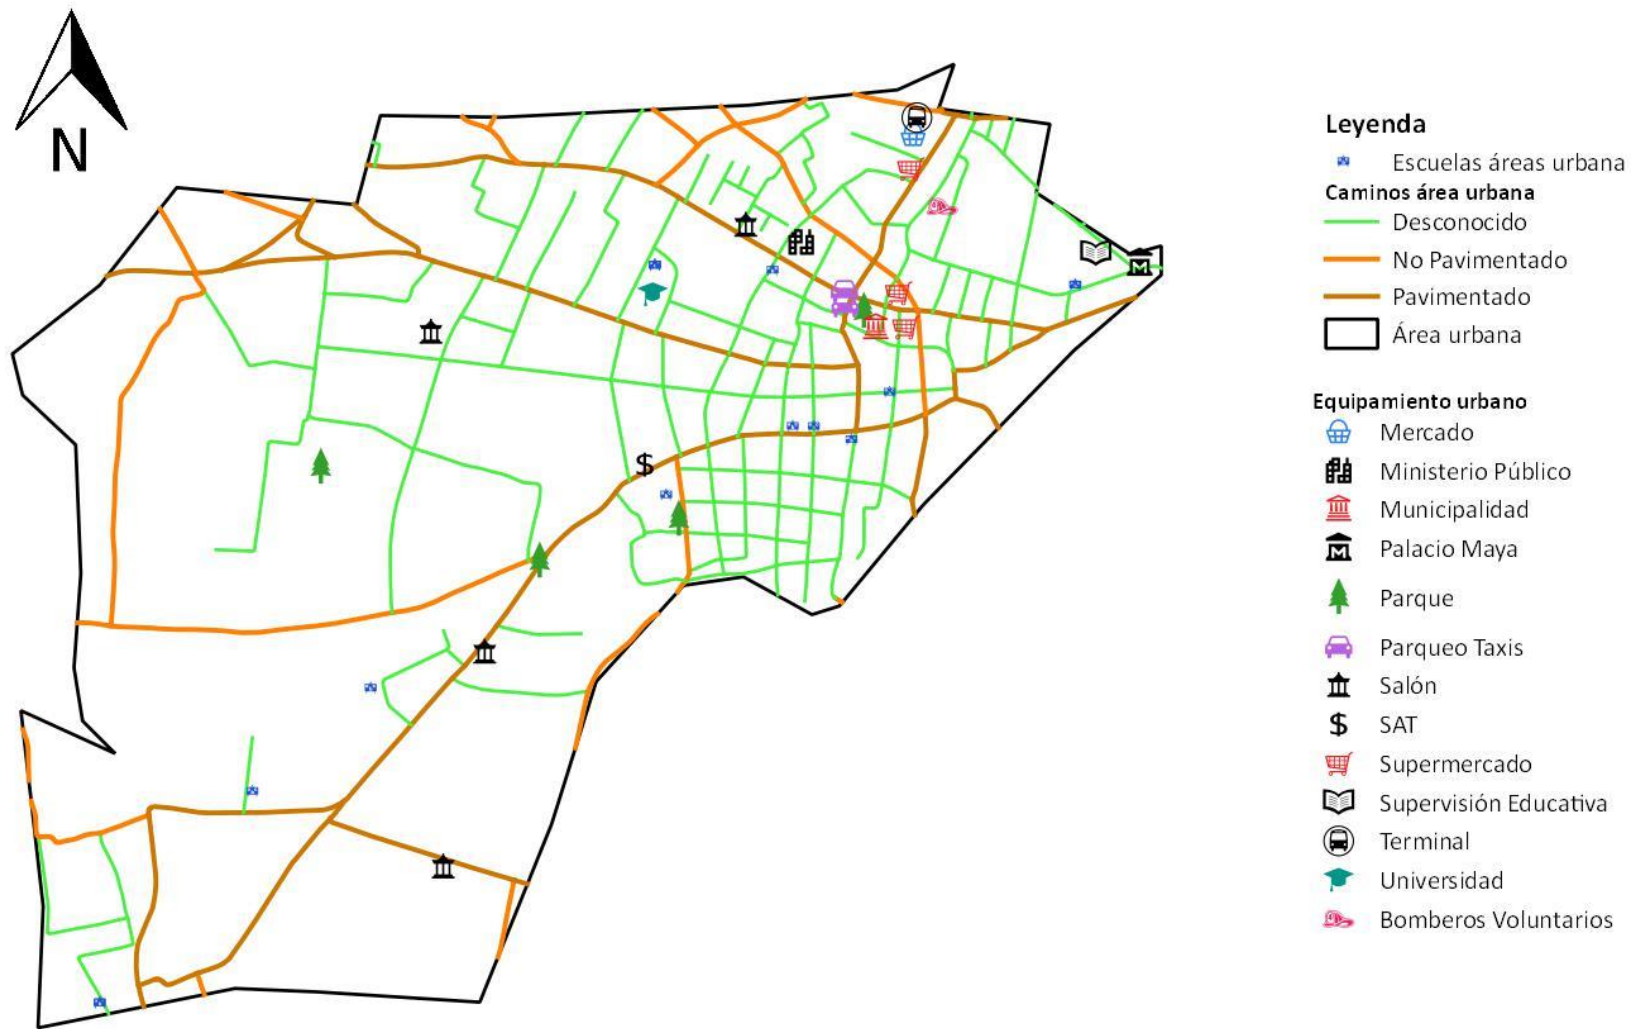 N
Leyenda
Escuelas áreas urbana
Caminos área urbana
Desconocido
No Pavimentado
Pavimentado
Área urbana
Equipamiento urbano
Mercado
Ministerio Público
Municipalidad
Palacio Maya
Parque
Parqueo Taxis
Salón
$ SAT
Supermercado
Supervisión Educativa
Terminal
Universidad
Bomberos Voluntarios
$